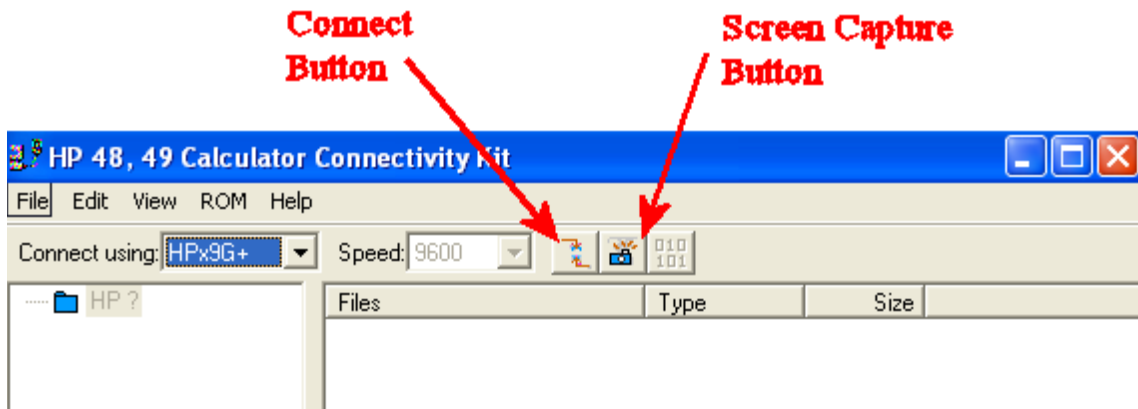 Connect
Button
Screen Capture
Button
HP 48, 49 Calculator Connectivity Kit
File Edit View ROM Help
Connect using: HPx9G+ Speed: 9600 010
101
HP ? Files Type Size